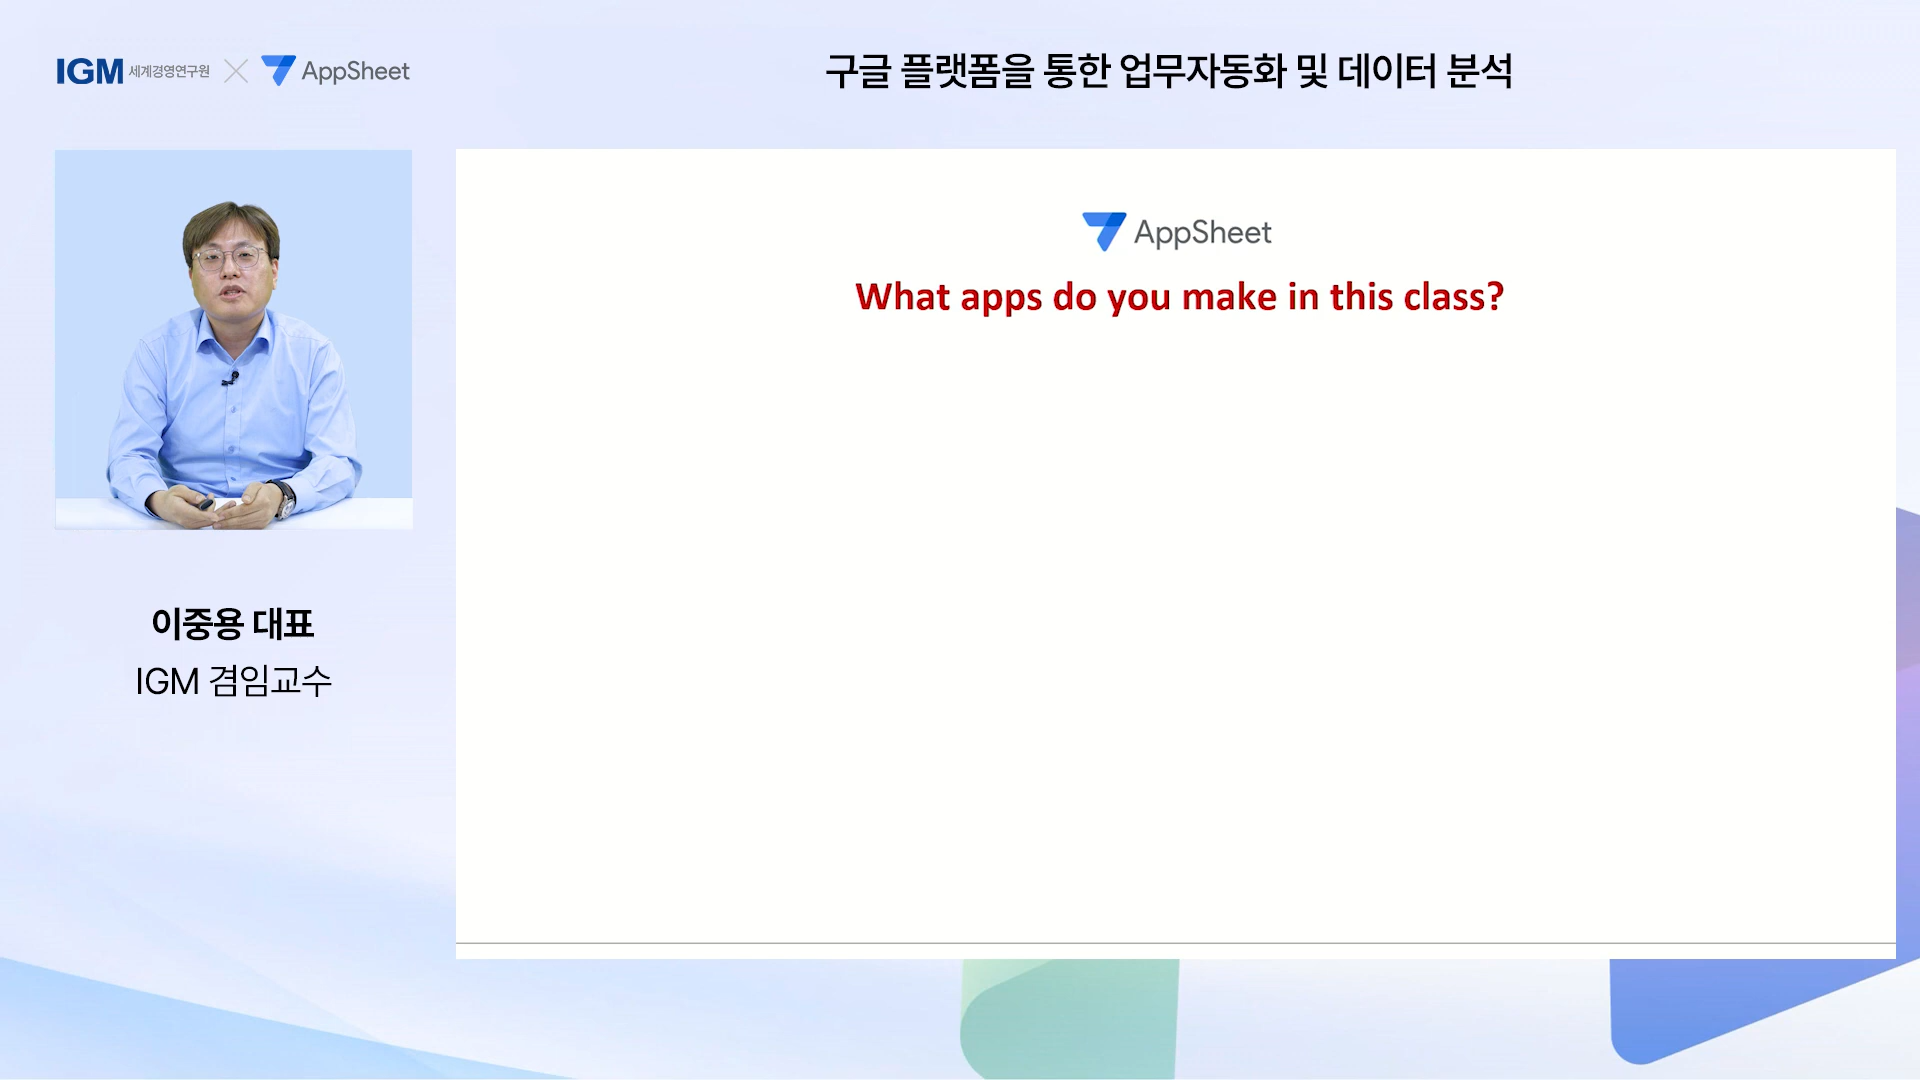 IGM 세계경영연구원 × AppSheet
구글 플랫폼을 통한 업무자동화 및 데이터 분석
AppSheet
What apps do you make in this class?
이중용 대표
IGM 겸임교수